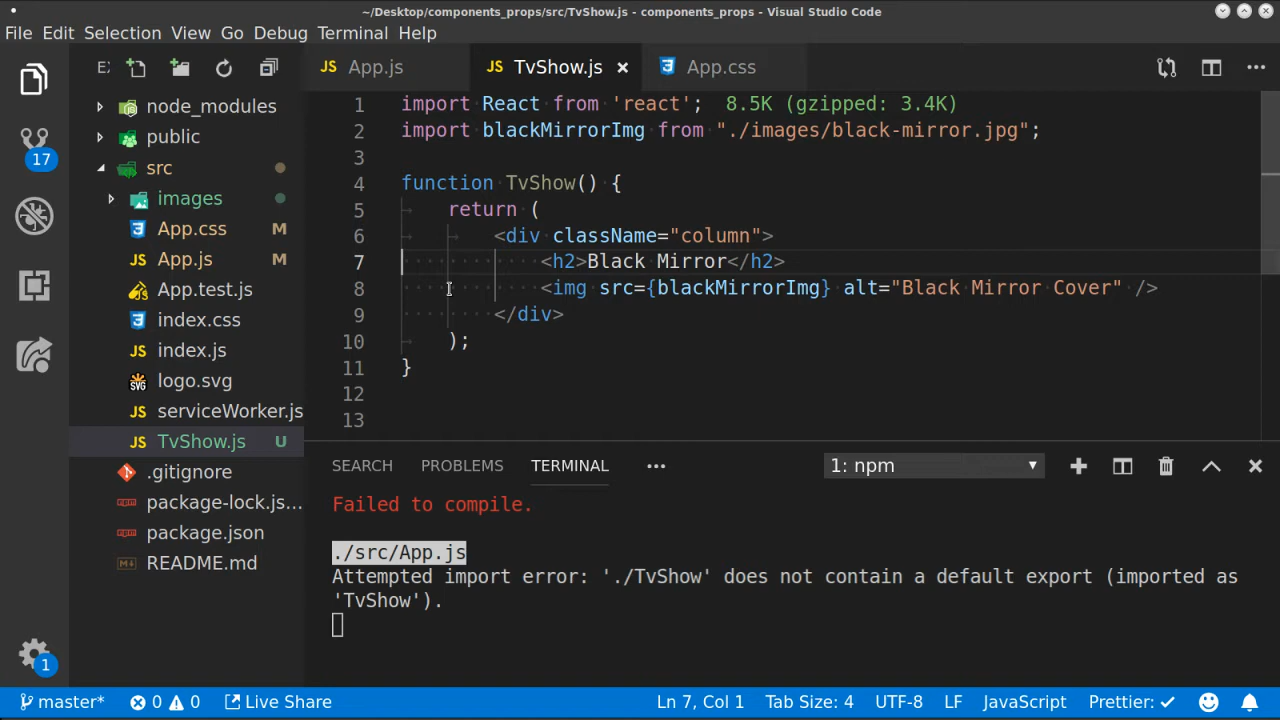 ~/Desktop/components_props/src/TvShow.js - components_props - Visual Studio Code
File Edit Selection View Go Debug Terminal Help
E:
JS App.js
JS TvShow.js
App.css
node_modules
public
17
src
images
App.css M
JS App.js M
App.test.js
index.css
JS index.js
SVG logo.svg
JS serviceWorker.js
JS TvShow.js U
.gitignore
package-lock.js...
package.json
README.md
1 import React from 'react'; 8.5K (gzipped: 3.4K)
2 import blackMirrorImg from "./images/black-mirror.jpg";
3
4 function TvShow() {
5 return (
6 <div className="column">
7 <h2>Black Mirror</h2>
8 <img src={blackMirrorImg} alt="Black Mirror Cover" />
9 </div>
10 );
11 }
12
13
SEARCH PROBLEMS TERMINAL ••• 1: npm
Failed to compile.
./src/App.js
Attempted import error: './TvShow' does not contain a default export (imported as
'TvShow').
1
master* 0 0 Live Share Ln 7, Col 1 Tab Size: 4 UTF-8 LF JavaScript Prettier: ✓